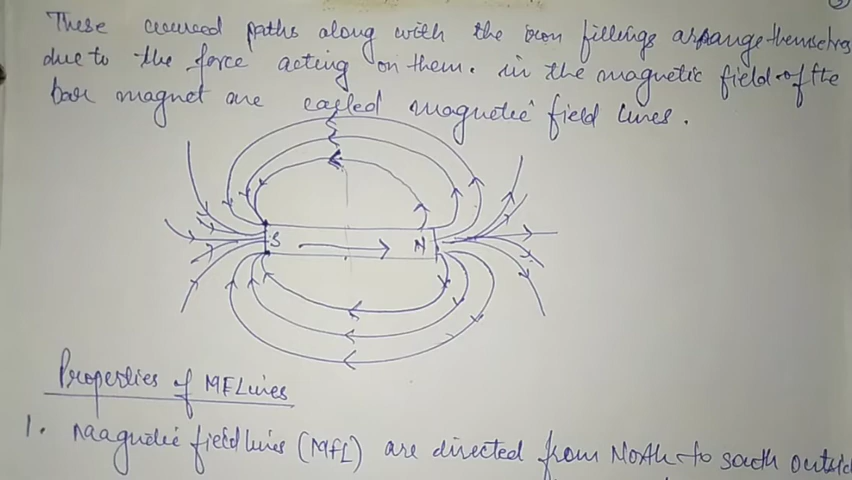 These curved paths along with the iron fillings arrange themselves
due to the force acting on them. in the magnetic field of the
bar magnet are called magnetic field lines.
S N
Properties of MFLines
1. Maagnetic field lines (MFL) are directed from North to south outside